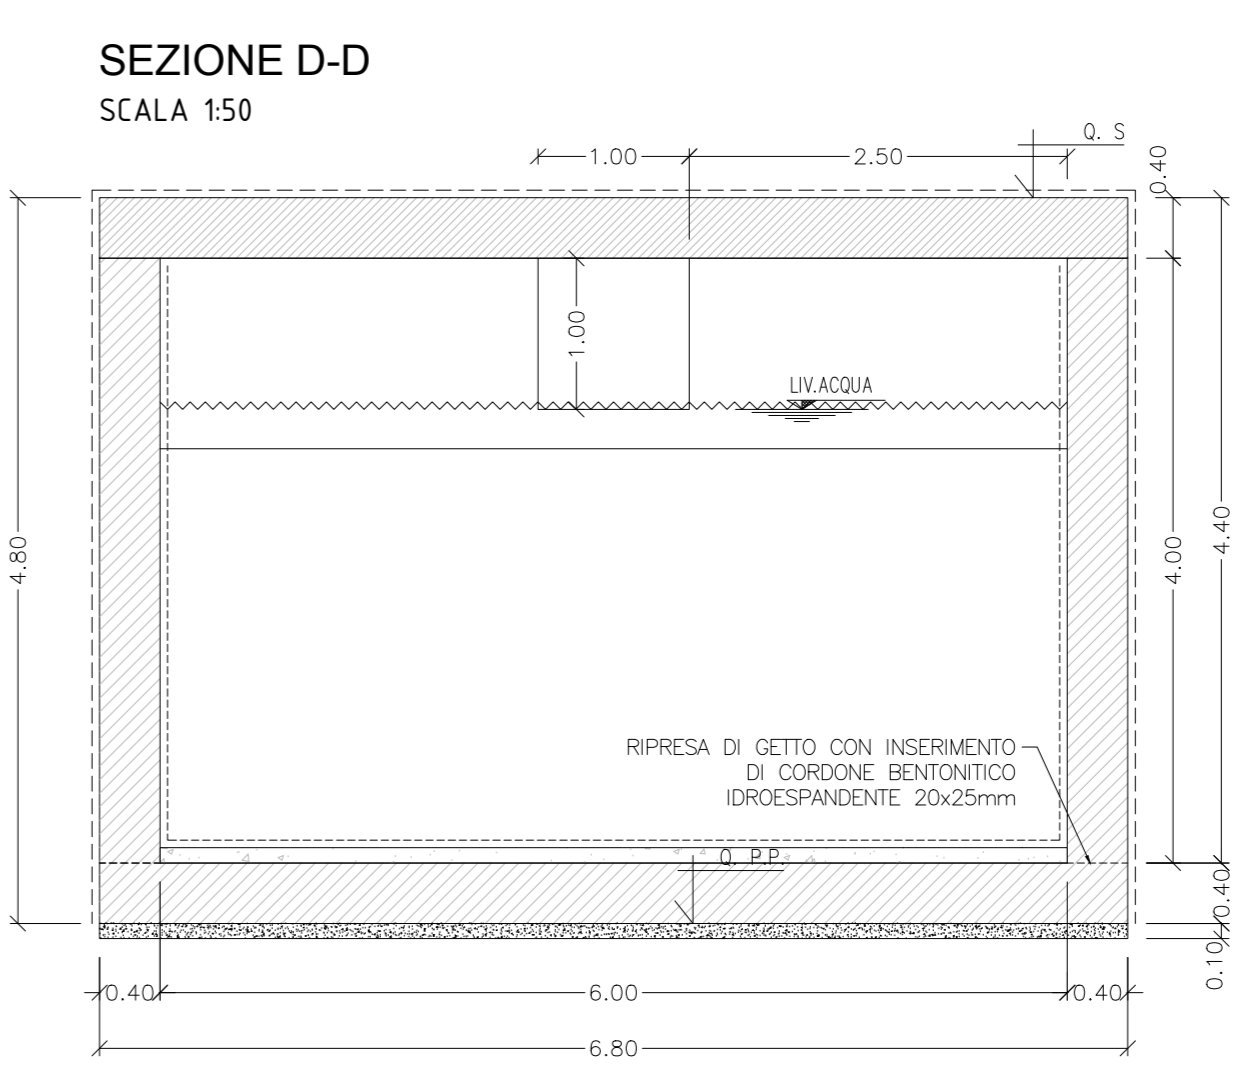 SEZIONE D-D
SCALA 1:50
Q. S
1.00
2.50
0.40
1.00
LIV.ACQUA
4.80
4.00
4.40
RIPRESA DI GETTO CON INSERIMENTO
DI CORDONE BENTONITICO
IDROESPANDENTE 20x25mm
Q. P.P.
0.40
0.10
0.40
6.00
0.40
6.80